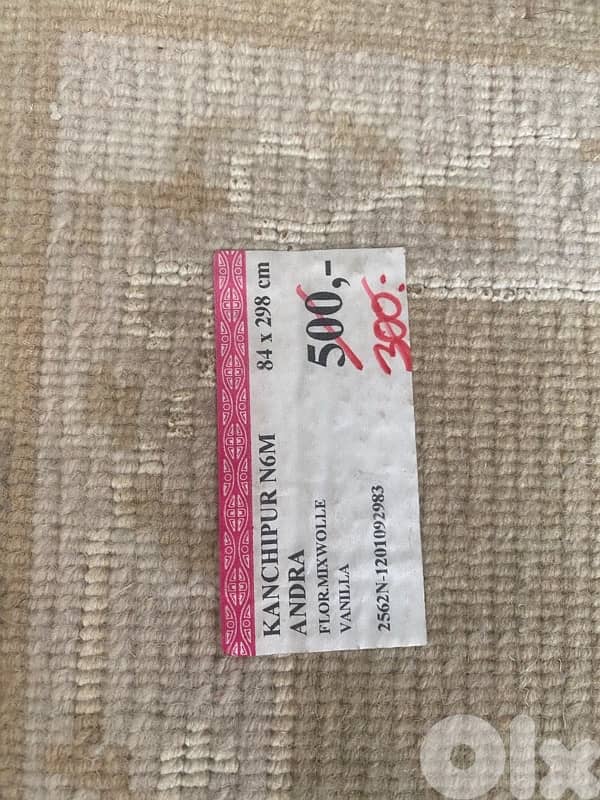 KANCHIPUR N6M 84 x 298 cm
ANDRA
FLOR.MIXWOLLE 500,-
VANILLA
300.-
2562N-1201092983
Olx